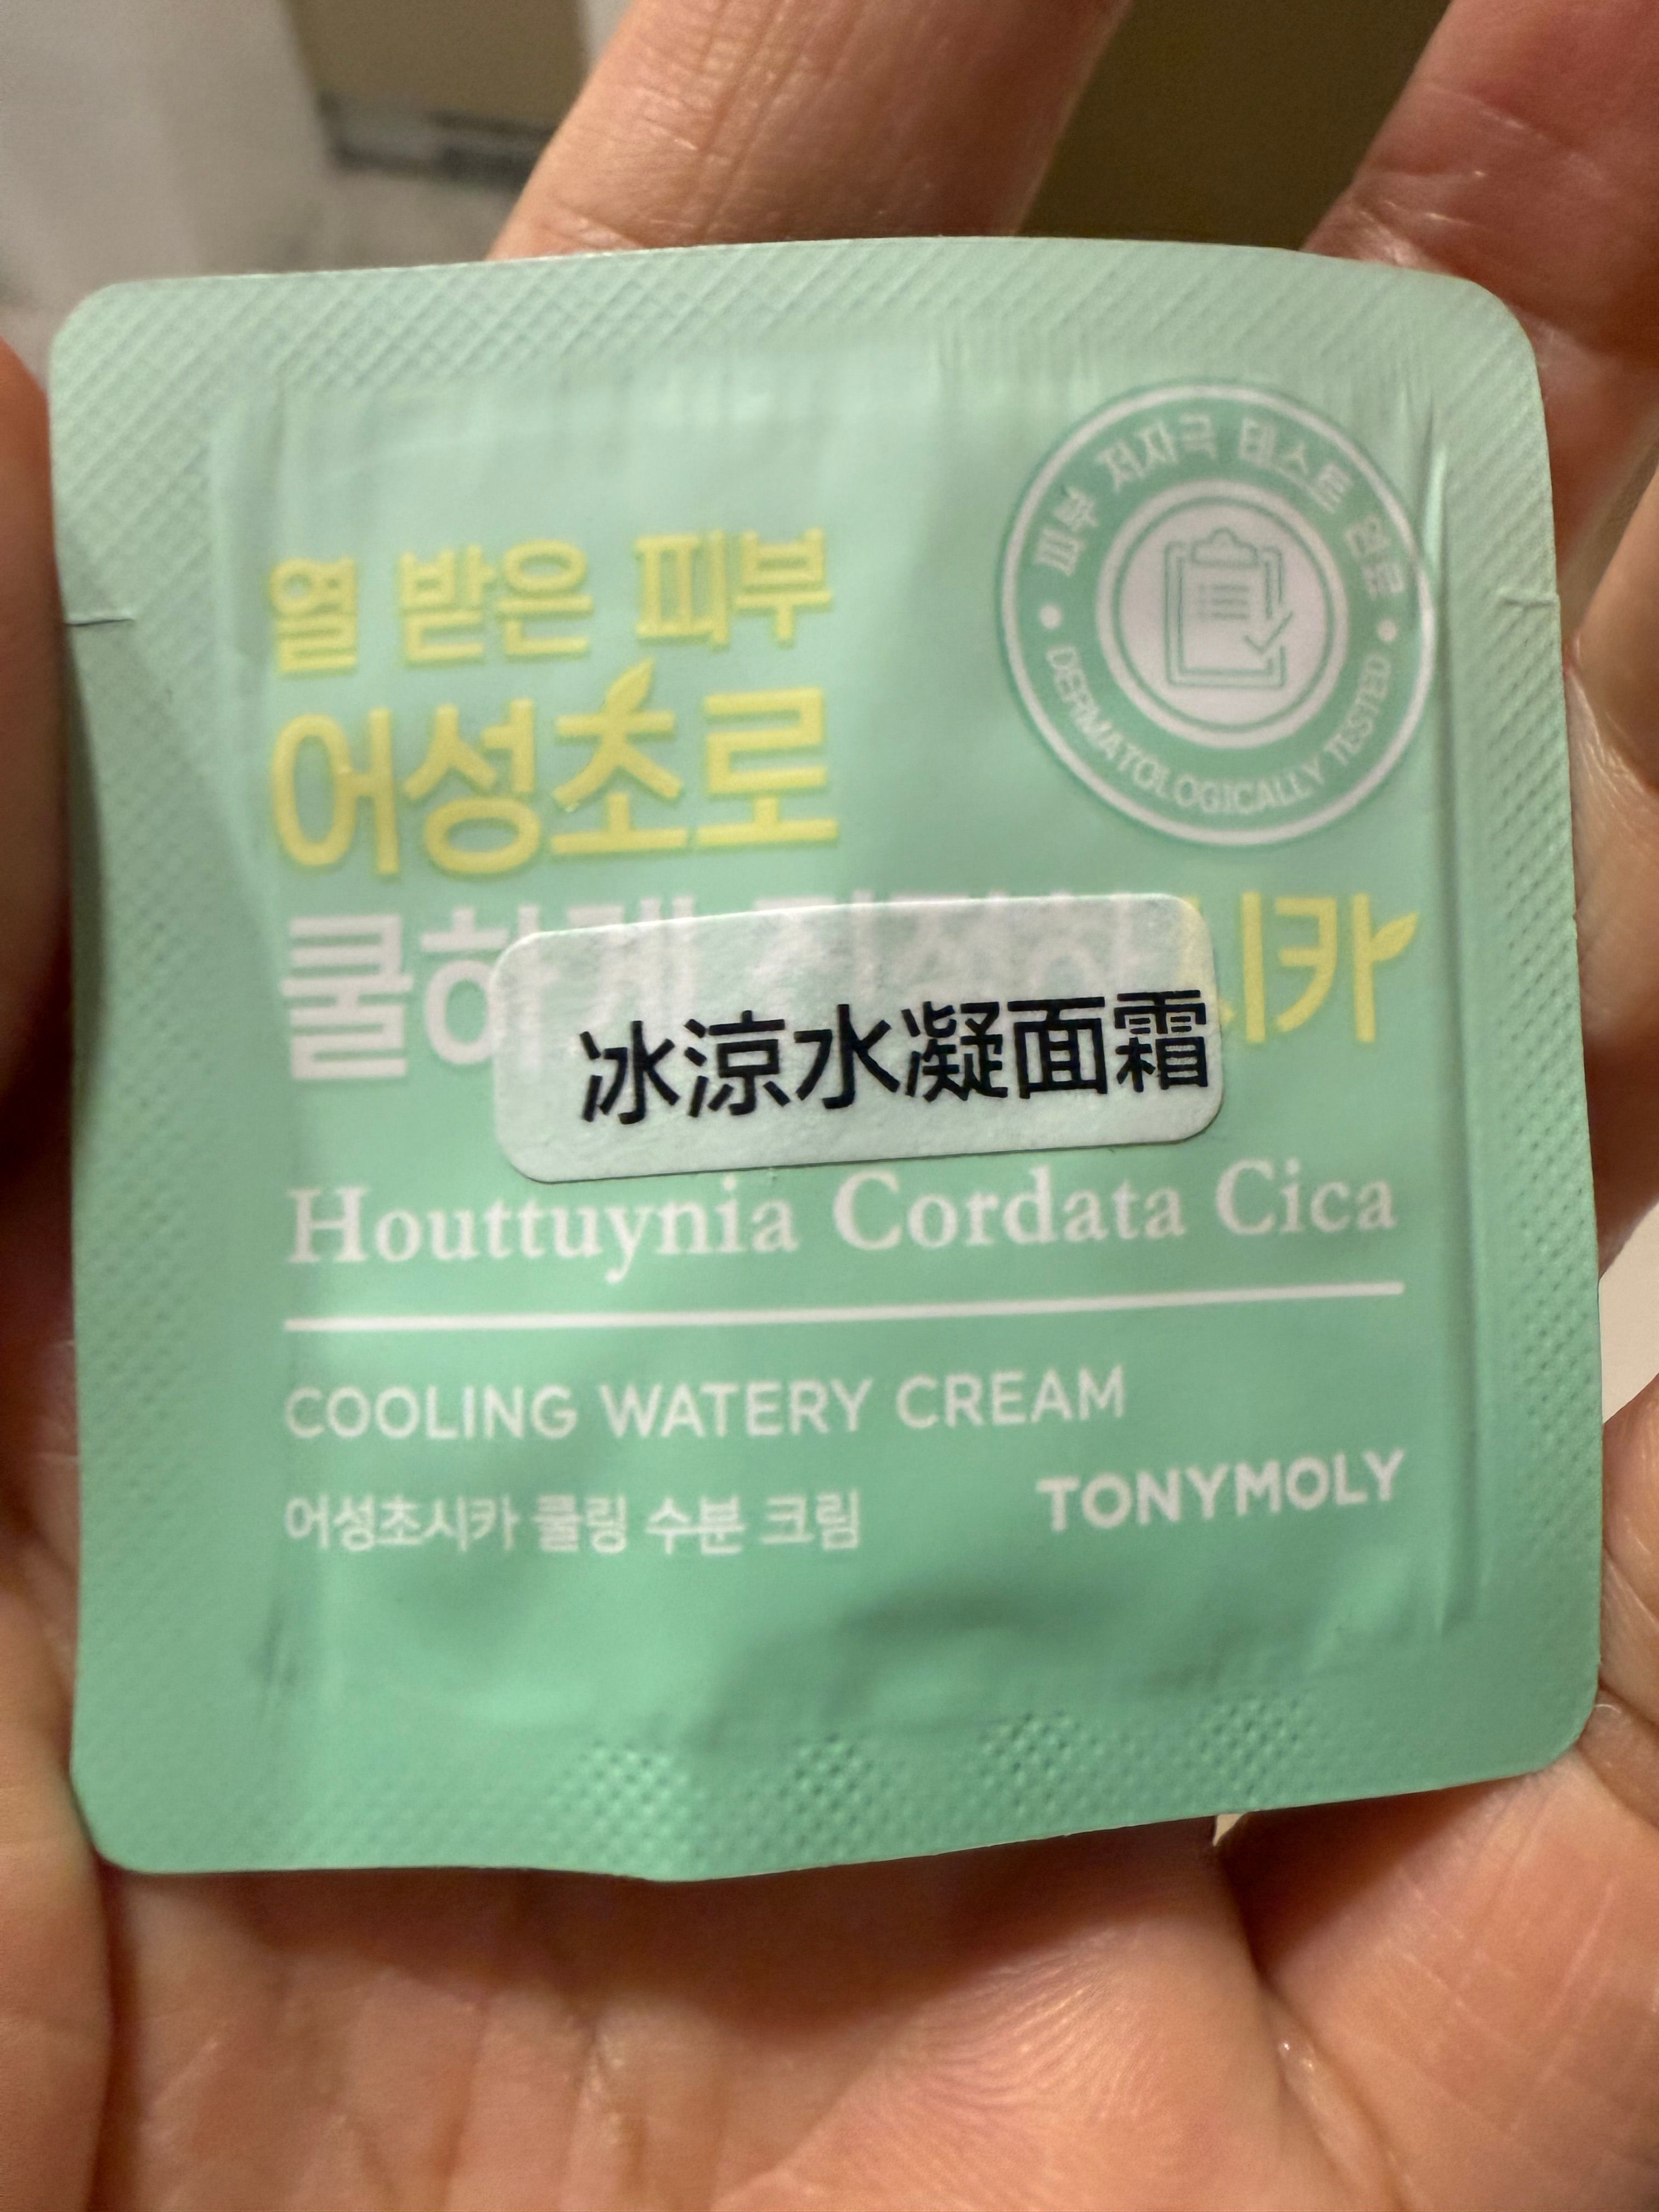 피부 저자극 테스트 완료
DERMATOLOGICALLY TESTED
열 받은 피부
어성초로
쿨하게 시카
冰涼水凝面霜
Houttuynia Cordata Cica
COOLING WATERY CREAM
어성초시카 쿨링 수분 크림
TONYMOLY